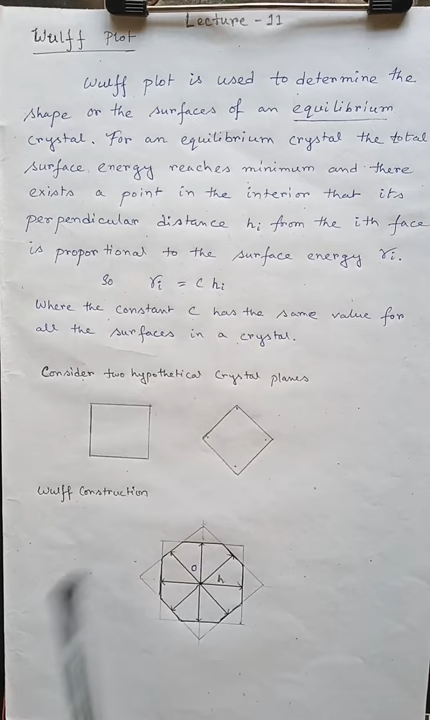 Lecture - 11
Wulff Plot
Wulff plot is used to determine the
shape or the surfaces of an equilibrium
crystal. For an equilibrium crystal the total
surface energy reaches minimum and there
exists a point in the interior that its
perpendicular distance hi from the ith face
is proportional to the surface energy γi.
So γi = c hi
Where the constant c has the same value for
all the surfaces in a crystal.
Consider two hypothetical crystal planes
Wulff Construction
O
h